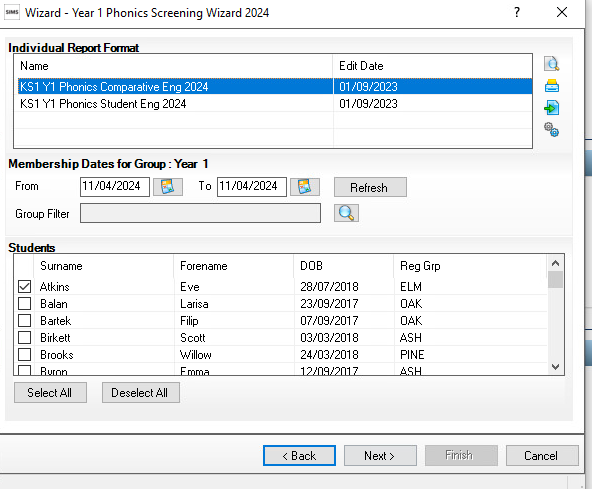 SIMS Wizard - Year 1 Phonics Screening Wizard 2024 ?
Individual Report Format
Name Edit Date
KS1 Y1 Phonics Comparative Eng 2024 01/09/2023
KS1 Y1 Phonics Student Eng 2024 01/09/2023
Membership Dates for Group : Year 1
From 11/04/2024 To 11/04/2024 Refresh
Group Filter
Students
Surname Forename DOB Reg Grp
Atkins Eve 28/07/2018 ELM
Balan Larisa 23/09/2017 OAK
Bartek Filip 07/09/2017 OAK
Birkett Scott 03/03/2018 ASH
Brooks Willow 24/03/2018 PINE
Byron Emma 12/09/2017 ASH
Select All Deselect All
< Back Next > Finish Cancel